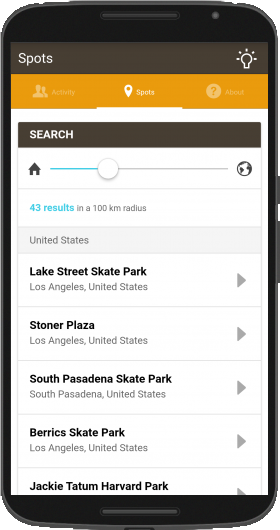 Spots
Activity
Spots
About
SEARCH
43 results in a 100 km radius
United States
Lake Street Skate Park
Los Angeles, United States
Stoner Plaza
Los Angeles, United States
South Pasadena Skate Park
South Pasadena, United States
Berrics Skate Park
Los Angeles, United States
Jackie Tatum Harvard Park